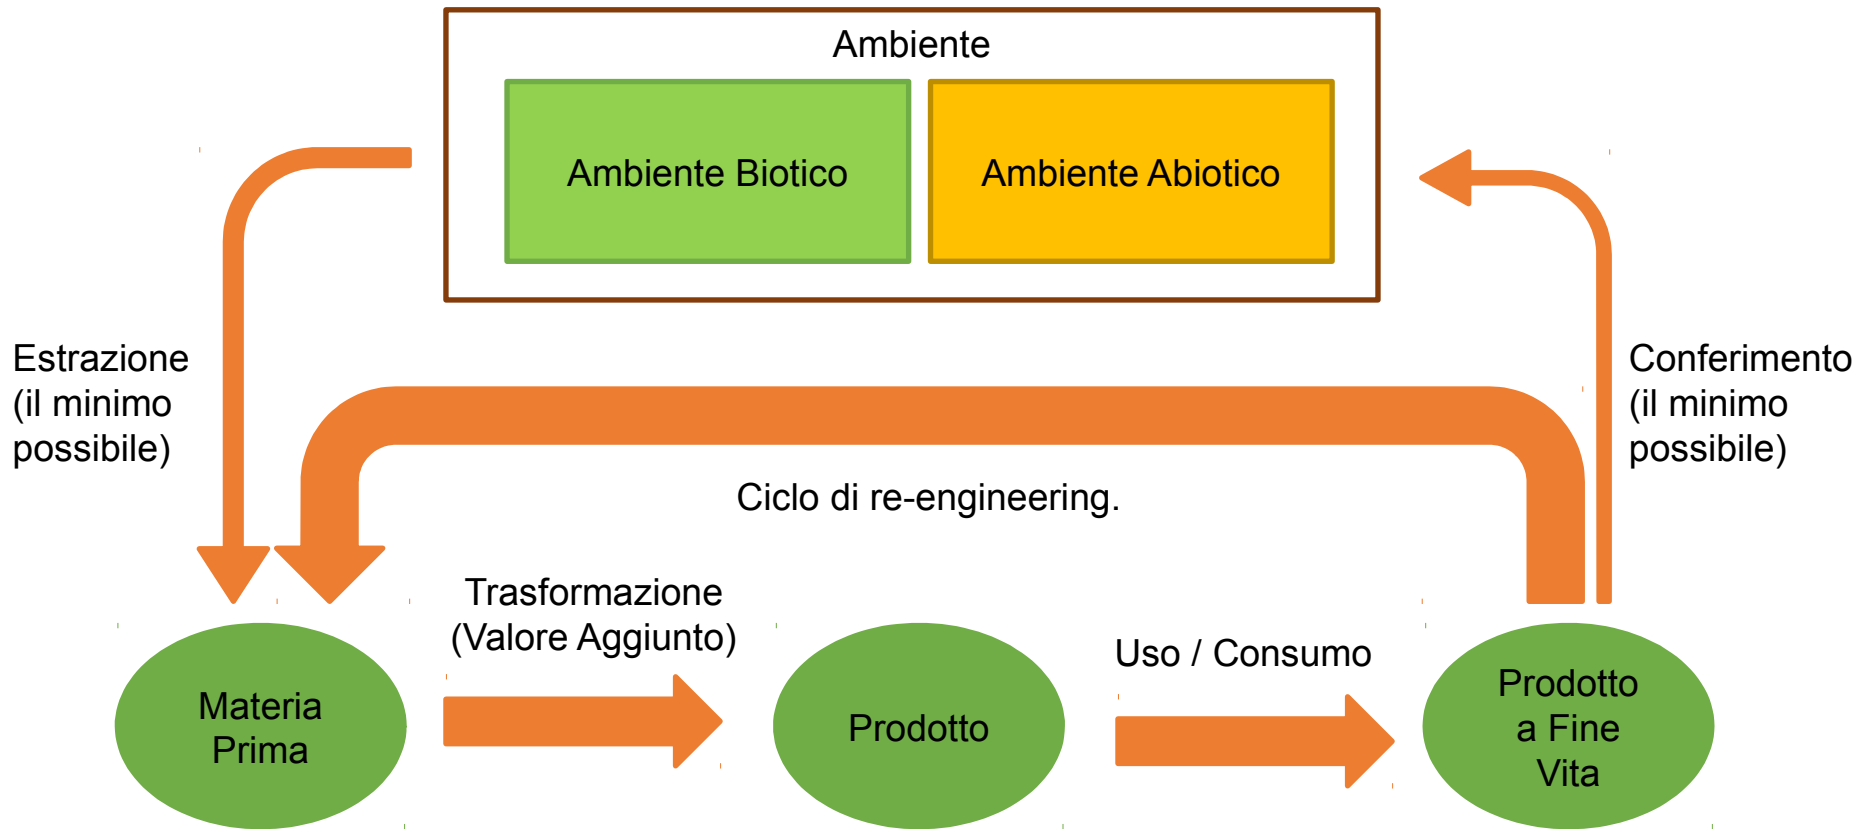 Ambiente
Ambiente Biotico
Ambiente Abiotico
Estrazione
(il minimo
possibile)
Conferimento
(il minimo
possibile)
Ciclo di re-engineering.
Trasformazione
(Valore Aggiunto)
Uso / Consumo
Materia
Prima
Prodotto
Prodotto
a Fine
Vita